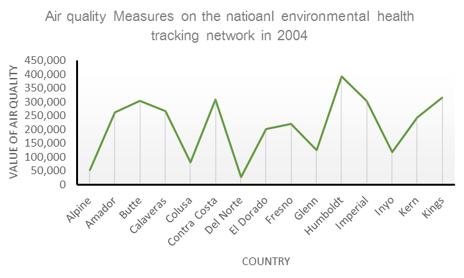 Air quality Measures on the natioanl environmental health
tracking network in 2004
VALUE OF AIR QUALITY
450,000
400,000
350,000
300,000
250,000
200,000
150,000
100,000
50,000
0
Alpine
Amador
Butte
Calaveras
Colusa
Contra Costa
Del Norte
El Dorado
Fresno
Glenn
Humboldt
Imperial
Inyo
Kern
Kings
COUNTRY